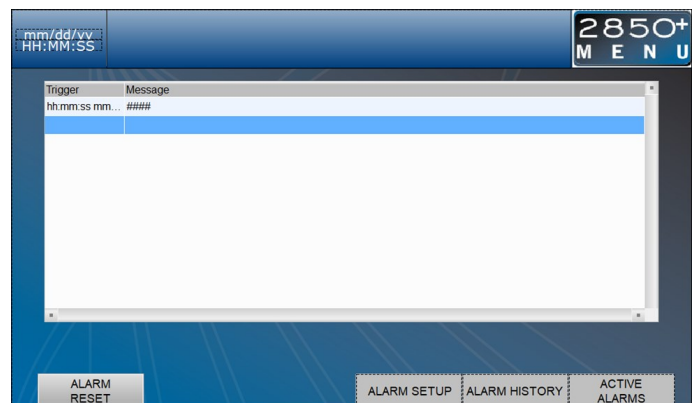 mm/dd/yy
HH:MM:SS
2850+
MENU
Trigger Message
hh:mm:ss mm... ####
ALARM
RESET
ALARM SETUP
ALARM HISTORY
ACTIVE
ALARMS